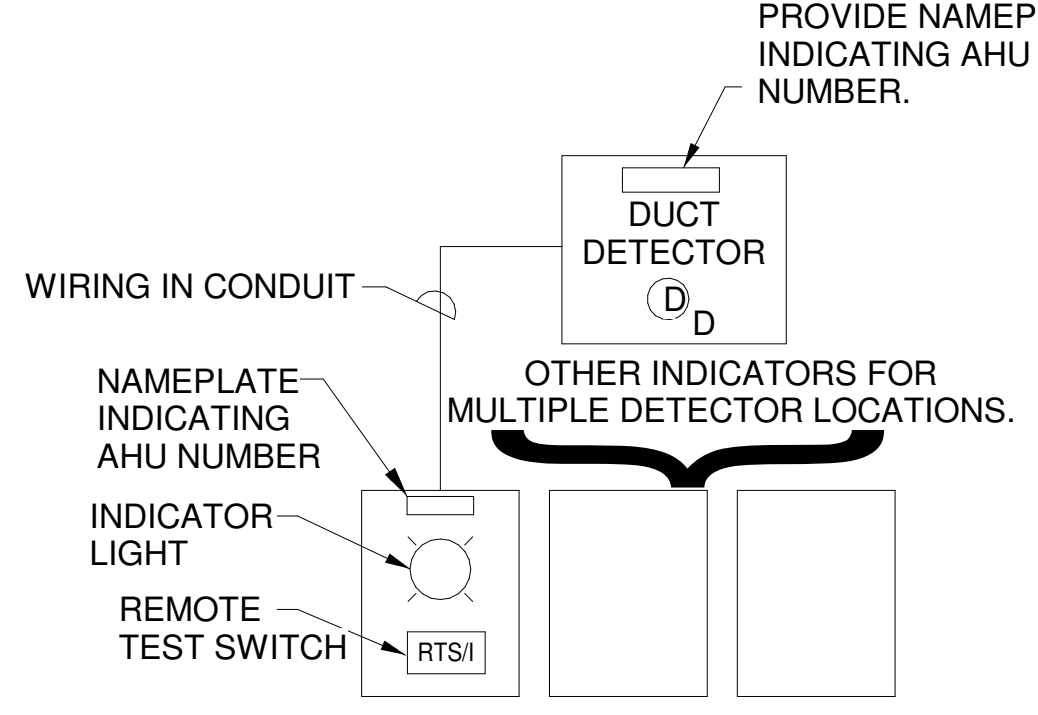 PROVIDE NAMEP
INDICATING AHU
NUMBER.
DUCT
DETECTOR
D
D
WIRING IN CONDUIT
OTHER INDICATORS FOR
MULTIPLE DETECTOR LOCATIONS.
NAMEPLATE
INDICATING
AHU NUMBER
INDICATOR
LIGHT
REMOTE
TEST SWITCH
RTS/I